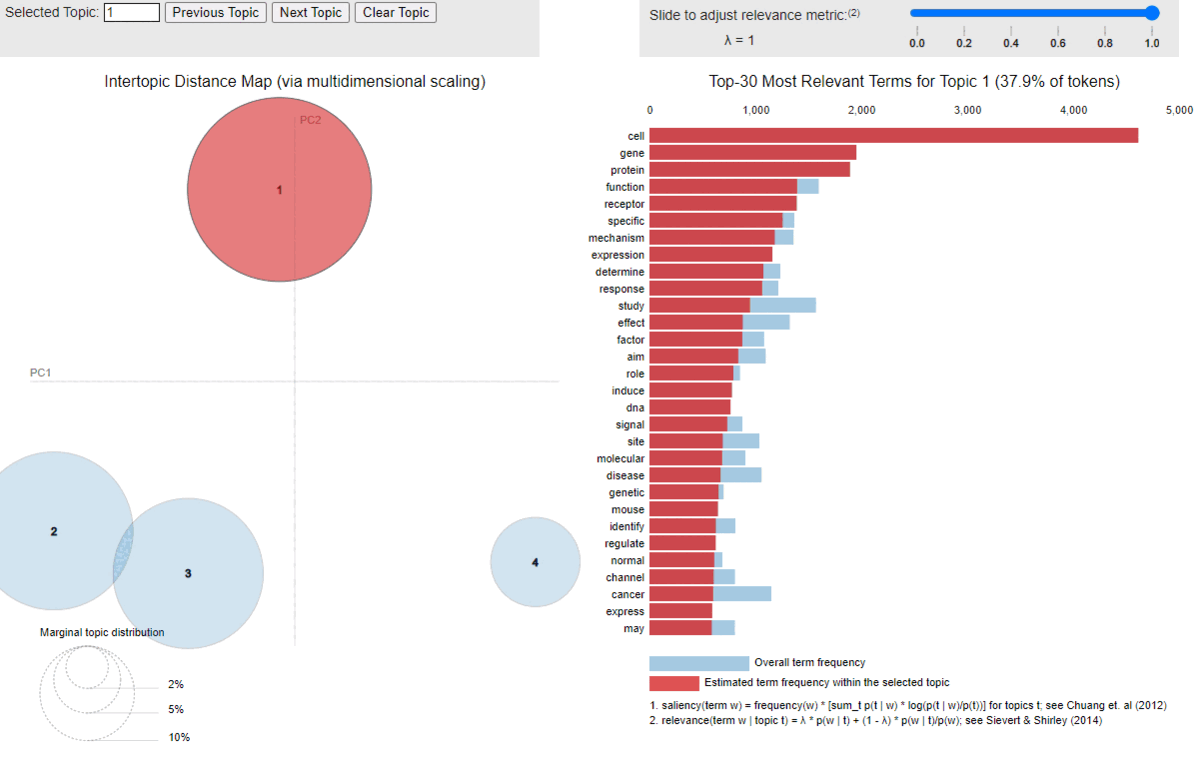 Selected Topic: 1 Previous Topic Next Topic Clear Topic
Slide to adjust relevance metric:(2)
λ = 1
0.0 0.2 0.4 0.6 0.8 1.0
Intertopic Distance Map (via multidimensional scaling)
PC2
1
PC1
2
3
4
Marginal topic distribution
2%
5%
10%
Top-30 Most Relevant Terms for Topic 1 (37.9% of tokens)
0 1,000 2,000 3,000 4,000 5,000
cell
gene
protein
function
receptor
specific
mechanism
expression
determine
response
study
effect
factor
aim
role
induce
dna
signal
site
molecular
disease
genetic
mouse
identify
regulate
normal
channel
cancer
express
may
Overall term frequency
Estimated term frequency within the selected topic
1. saliency(term w) = frequency(w) * [sum_t p(t | w) * log(p(t | w)/p(t))] for topics t; see Chuang et. al (2012)
2. relevance(term w | topic t) = λ * p(w | t) + (1 - λ) * p(w | t)/p(w); see Sievert & Shirley (2014)